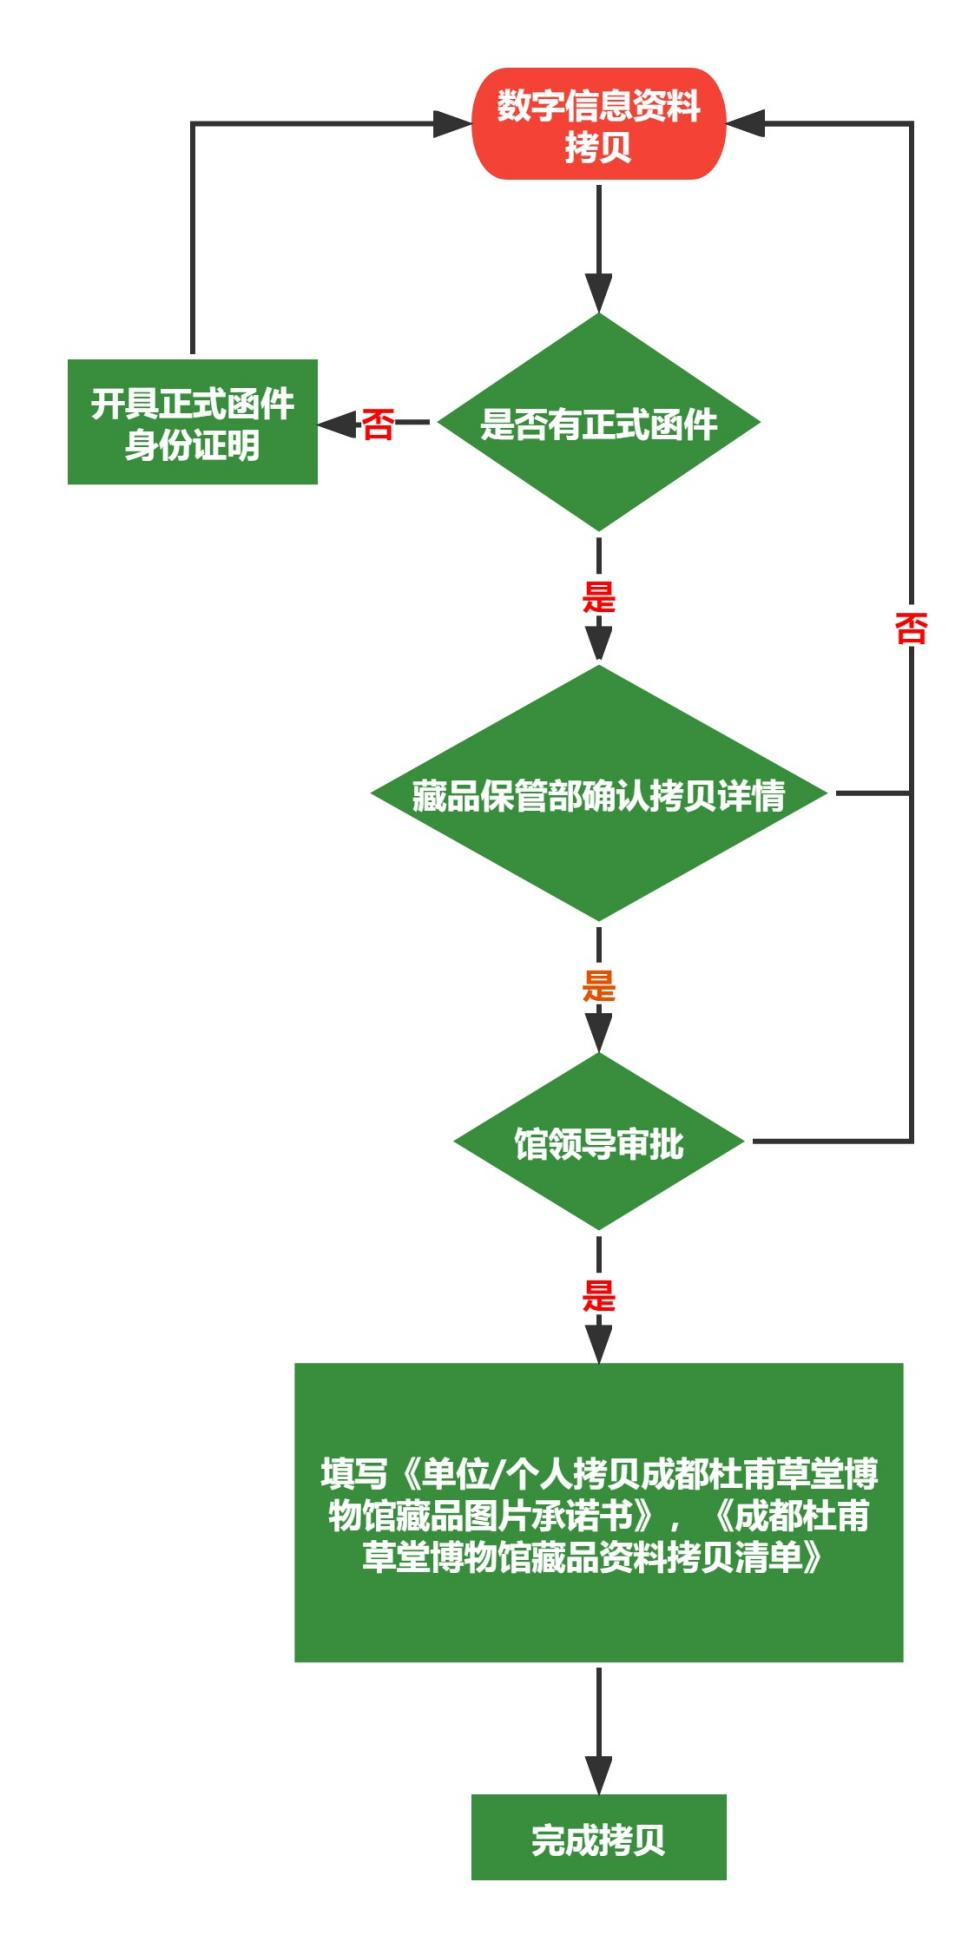 数字信息资料
拷贝
开具正式函件
身份证明
否
是否有正式函件
是
否
藏品保管部确认拷贝详情
是
馆领导审批
是
填写《单位/个人拷贝成都杜甫草堂博
物馆藏品图片承诺书》，《成都杜甫
草堂博物馆藏品资料拷贝清单》
完成拷贝